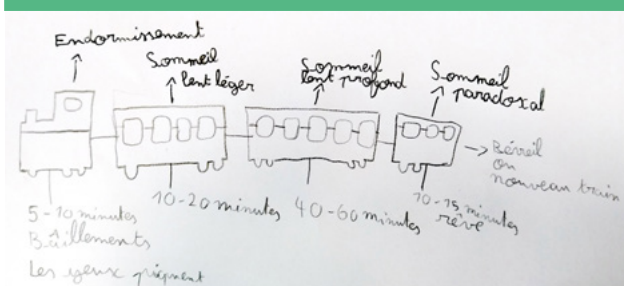 Endormissement
Sommeil
lent léger
Sommeil
lent profond
Sommeil
paradoxal
→ Réveil
ou
nouveau train
5-10 minutes
Bâillements
Les yeux piquent
10-20 minutes
40-60 minutes
10-15 minutes
rêve